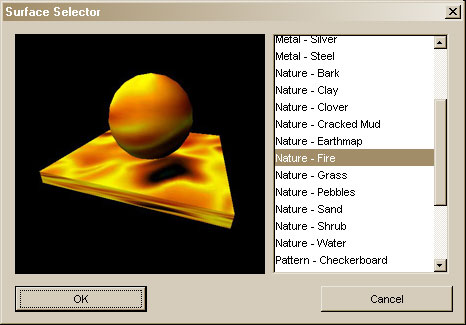 Surface Selector
Metal - Silver
Metal - Steel
Nature - Bark
Nature - Clay
Nature - Clover
Nature - Cracked Mud
Nature - Earthmap
Nature - Fire
Nature - Grass
Nature - Pebbles
Nature - Sand
Nature - Shrub
Nature - Water
Pattern - Checkerboard
OK
Cancel